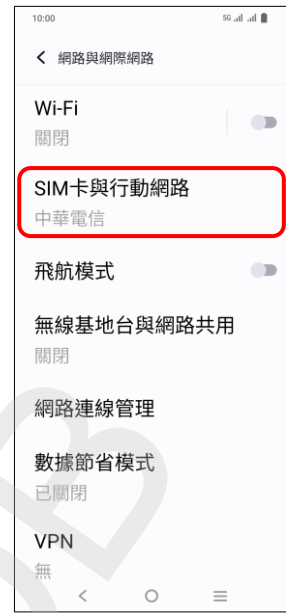 10:00
5G
網路與網際網路
Wi-Fi
關閉
SIM卡與行動網路
中華電信
飛航模式
無線基地台與網路共用
關閉
網路連線管理
數據節省模式
已關閉
VPN
無